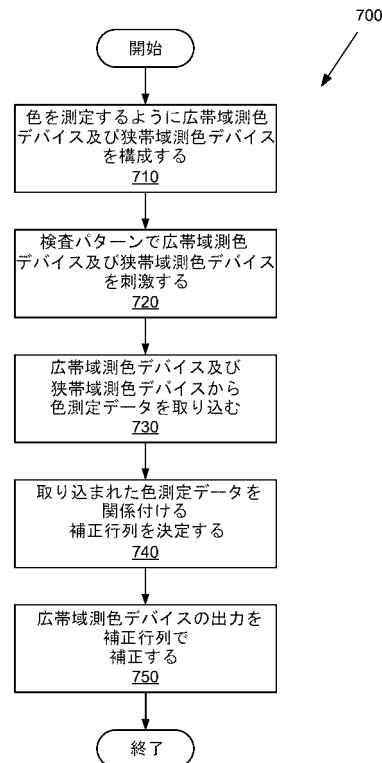 700
開始
色を測定するように広帯域測色
デバイス及び狭帯域測色デバイス
を構成する
710
検査パターンで広帯域測色
デバイス及び狭帯域測色デバイス
を刺激する
720
広帯域測色デバイス及び
狭帯域測色デバイスから
色測定データを取り込む
730
取り込まれた色測定データを
関係付ける
補正行列を決定する
740
広帯域測色デバイスの出力を
補正行列で
補正する
750
終了